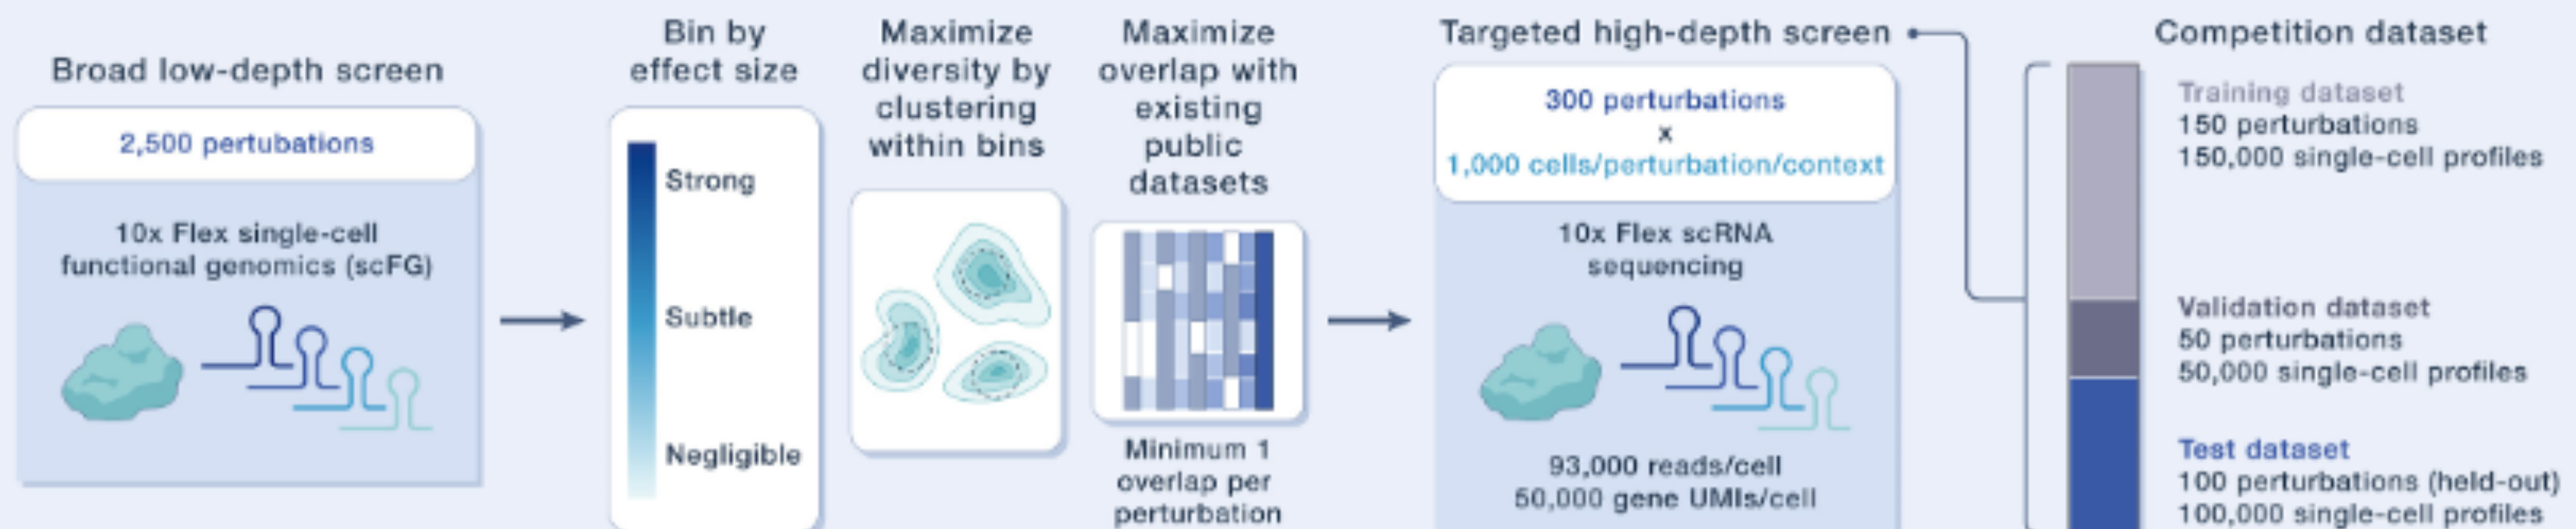 Broad low-depth screen
2,500 pertubations
10x Flex single-cell
functional genomics (scFG)
Bin by
effect size
Strong
Subtle
Negligible
Maximize
diversity by
clustering
within bins
Maximize
overlap with
existing
public
datasets
Minimum 1
overlap per
perturbation
Targeted high-depth screen
300 perturbations
x
1,000 cells/perturbation/context
10x Flex scRNA
sequencing
93,000 reads/cell
50,000 gene UMIs/cell
Competition dataset
Training dataset
150 perturbations
150,000 single-cell profiles
Validation dataset
50 perturbations
50,000 single-cell profiles
Test dataset
100 perturbations (held-out)
100,000 single-cell profiles